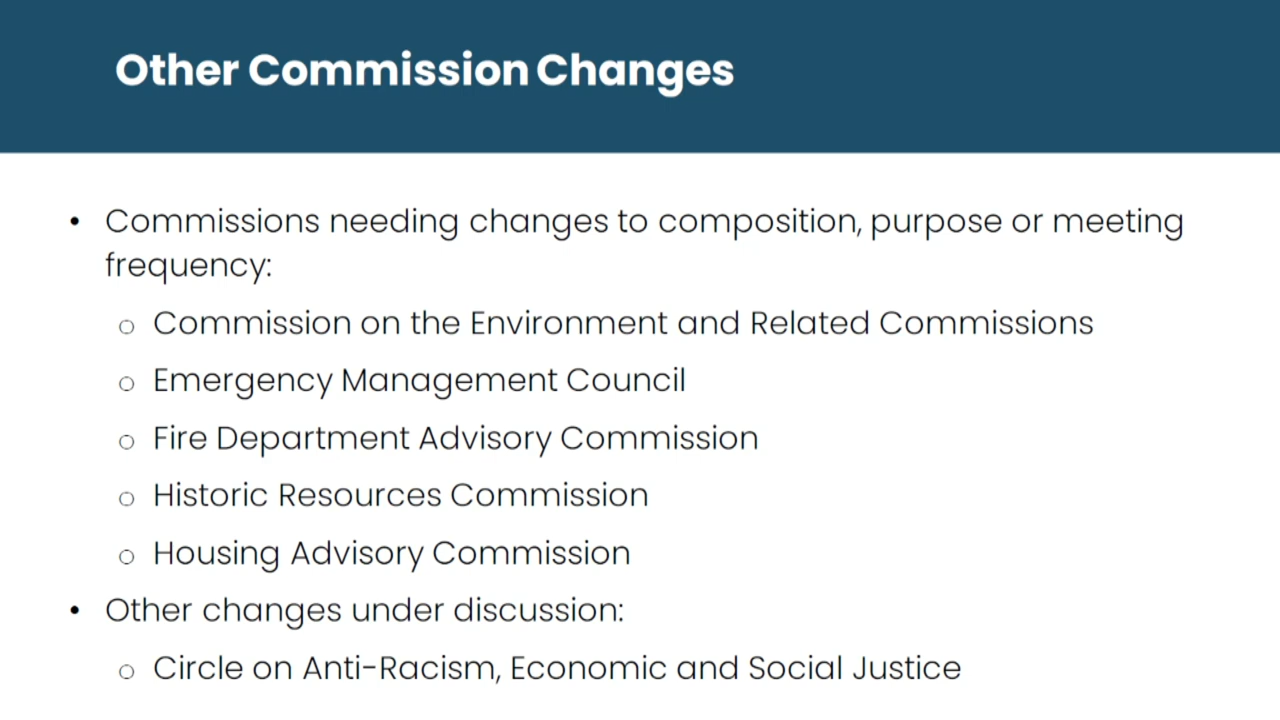 Other Commission Changes
• Commissions needing changes to composition, purpose or meeting
frequency:
○ Commission on the Environment and Related Commissions
○ Emergency Management Council
○ Fire Department Advisory Commission
○ Historic Resources Commission
○ Housing Advisory Commission
• Other changes under discussion:
○ Circle on Anti-Racism, Economic and Social Justice